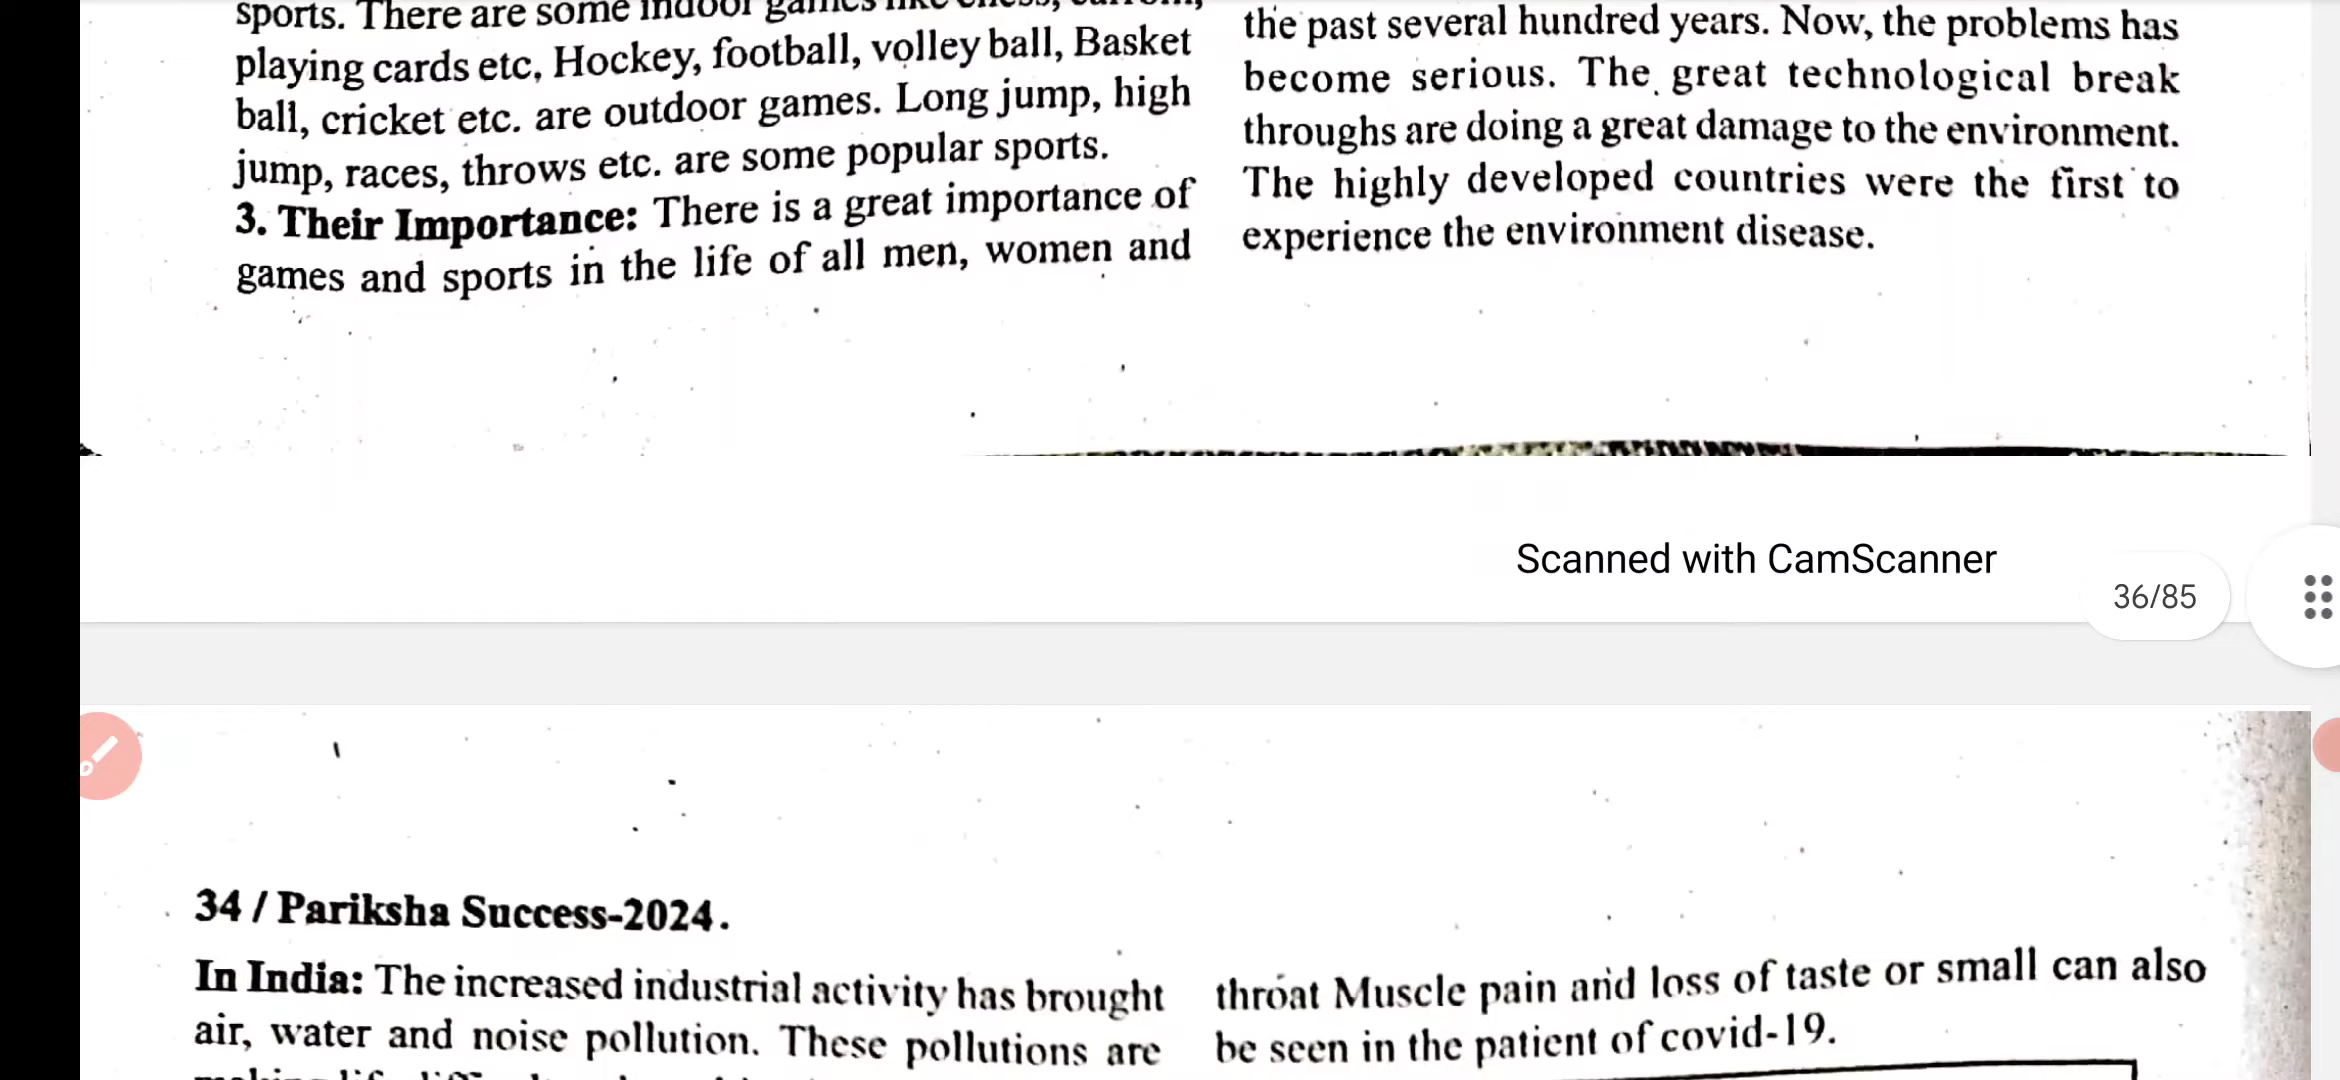 sports. There are some indoor games like chess, carrom,
playing cards etc, Hockey, football, volley ball, Basket
ball, cricket etc. are outdoor games. Long jump, high
jump, races, throws etc. are some popular sports.
3. Their Importance: There is a great importance of
games and sports in the life of all men, women and
the past several hundred years. Now, the problems has
become serious. The great technological break
throughs are doing a great damage to the environment.
The highly developed countries were the first to
experience the environment disease.
Scanned with CamScanner
36/85
34 / Pariksha Success-2024.
In India: The increased industrial activity has brought
air, water and noise pollution. These pollutions are
throat Muscle pain and loss of taste or small can also
be seen in the patient of covid-19.